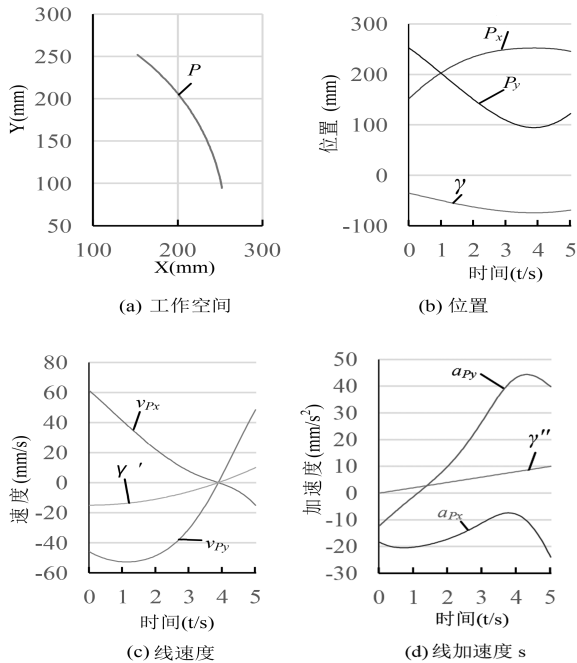 300
250
200
150
100
50
Y(mm)
P
100 200 300
X(mm)
(a) 工作空间
300
200
100
0
-100
位置 (mm)
Px
Py
γ
0 1 2 3 4 5
时间(t/s)
(b) 位置
80
60
40
20
0
-20
-40
-60
速度(mm/s)
vPx
γ ′
vPy
0 1 2 3 4 5
时间(t/s)
(c) 线速度
50
40
30
20
10
0
-10
-20
-30
加速度(mm/s²)
aPy
γ″
aPx
0 1 2 3 4 5
时间(t/s)
(d) 线加速度 s